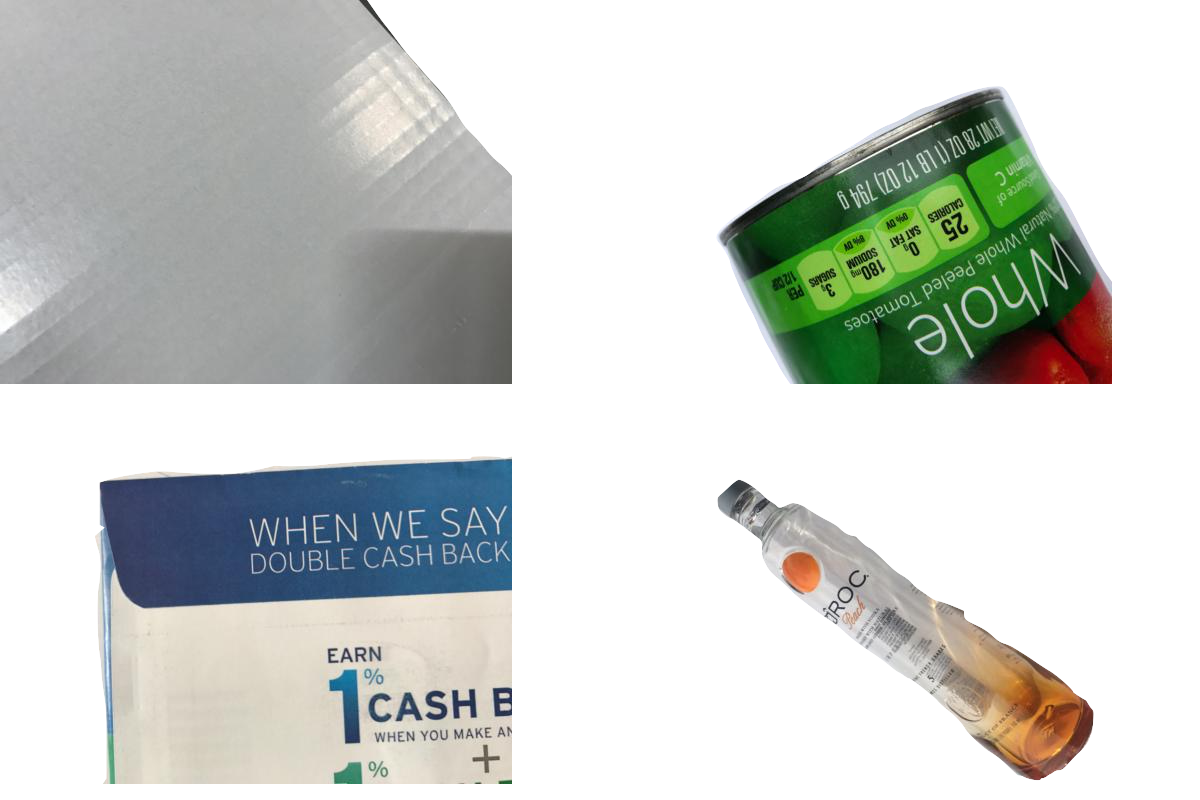 NET WT 28 OZ (1 LB 12 OZ) 794 g
Source of
Vitamin C
25
CALORIES
0g
SAT FAT
0% DV
180mg
SODIUM
8% DV
3g
SUGARS
PER
1/2 CUP
Natural Whole Peeled Tomatoes
Whole
WHEN WE SAY
DOUBLE CASH BACK
EARN
1%
CASH B
WHEN YOU MAKE AN
+
1%
CÎROC
Peach